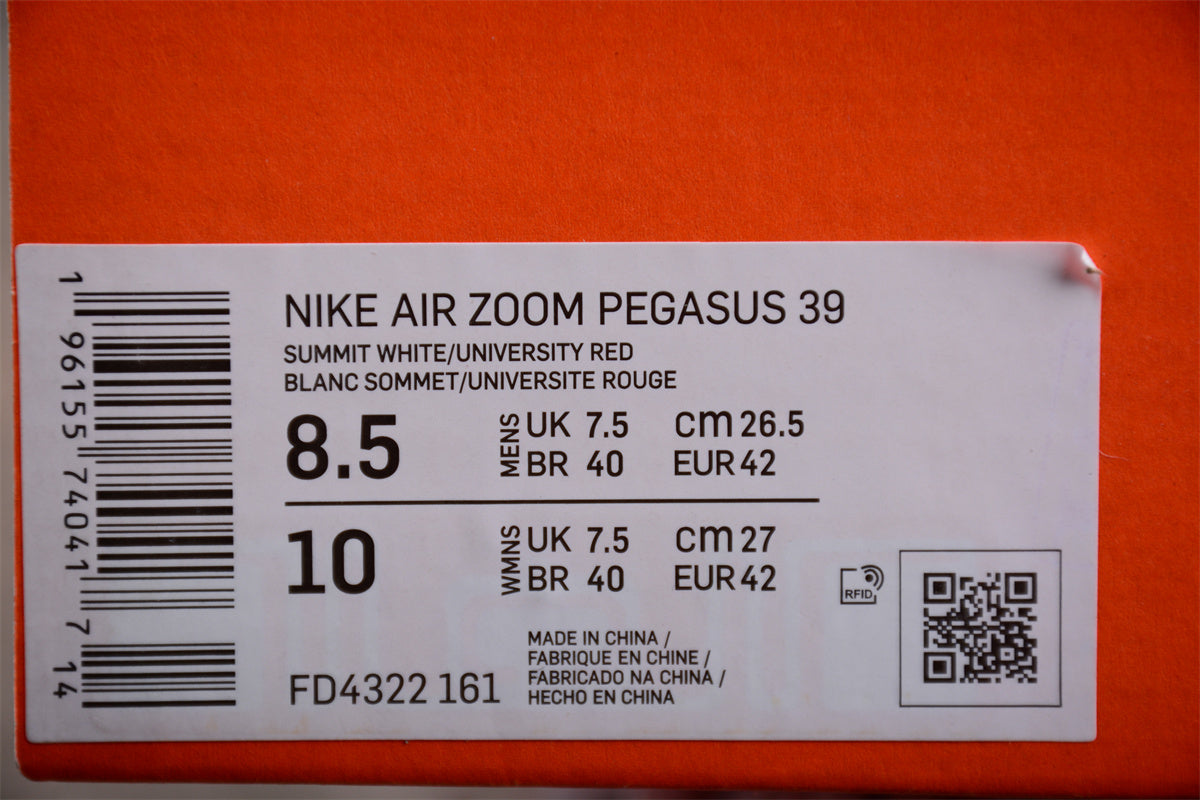 1 96155 74041 7 14
NIKE AIR ZOOM PEGASUS 39
SUMMIT WHITE/UNIVERSITY RED
BLANC SOMMET/UNIVERSITE ROUGE
8.5 MENS UK 7.5 cm 26.5
BR 40 EUR 42
10 WMNS UK 7.5 cm 27
BR 40 EUR 42
RFID
FD4322 161
MADE IN CHINA /
FABRIQUE EN CHINE /
FABRICADO NA CHINA /
HECHO EN CHINA